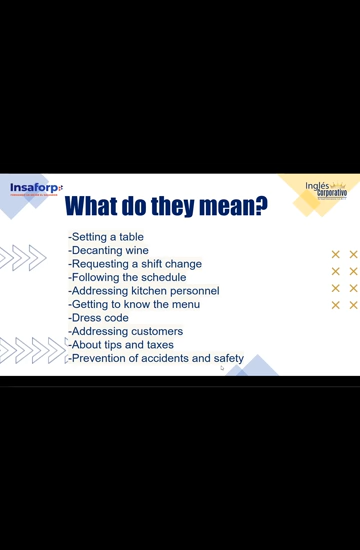 Insaforp
Inglés
Corporativo
What do they mean?
-Setting a table
-Decanting wine
-Requesting a shift change
-Following the schedule
-Addressing kitchen personnel
-Getting to know the menu
-Dress code
-Addressing customers
-About tips and taxes
-Prevention of accidents and safety